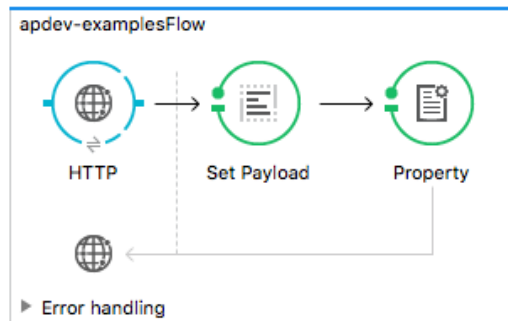 apdev-examplesFlow
HTTP
Set Payload
Property
Error handling